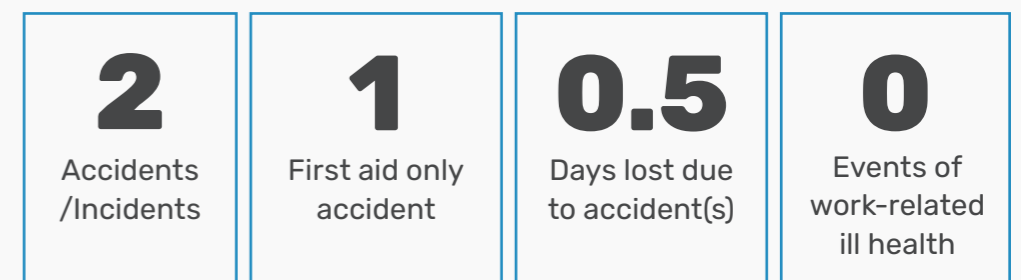 2
Accidents
/Incidents
1
First aid only
accident
0.5
Days lost due
to accident(s)
0
Events of
work-related
ill health